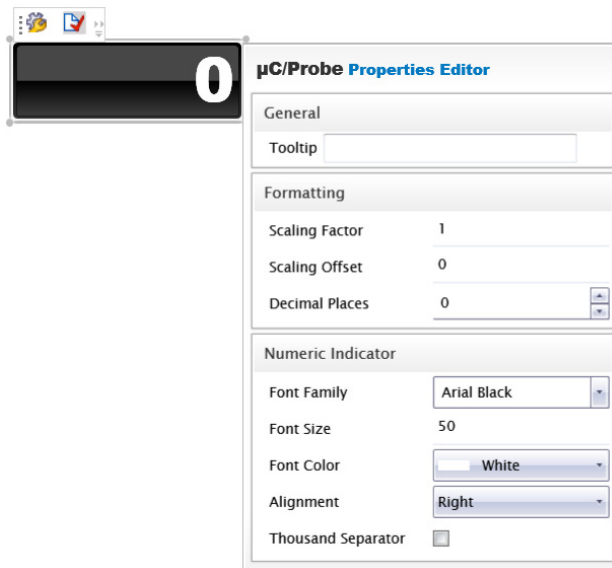 0
µC/Probe Properties Editor
General
Tooltip
Formatting
Scaling Factor 1
Scaling Offset 0
Decimal Places 0
Numeric Indicator
Font Family Arial Black
Font Size 50
Font Color White
Alignment Right
Thousand Separator